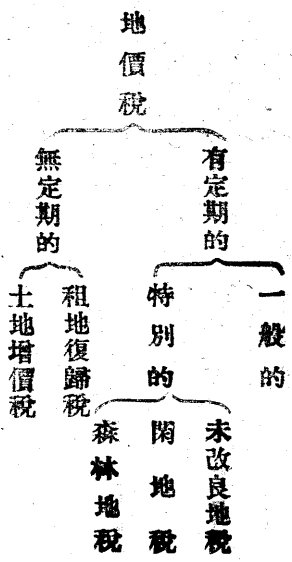 地價稅
有定期的
一般的
特別的
未改良地稅
閑地稅
森林地稅
無定期的
租地復歸稅
土地增價稅